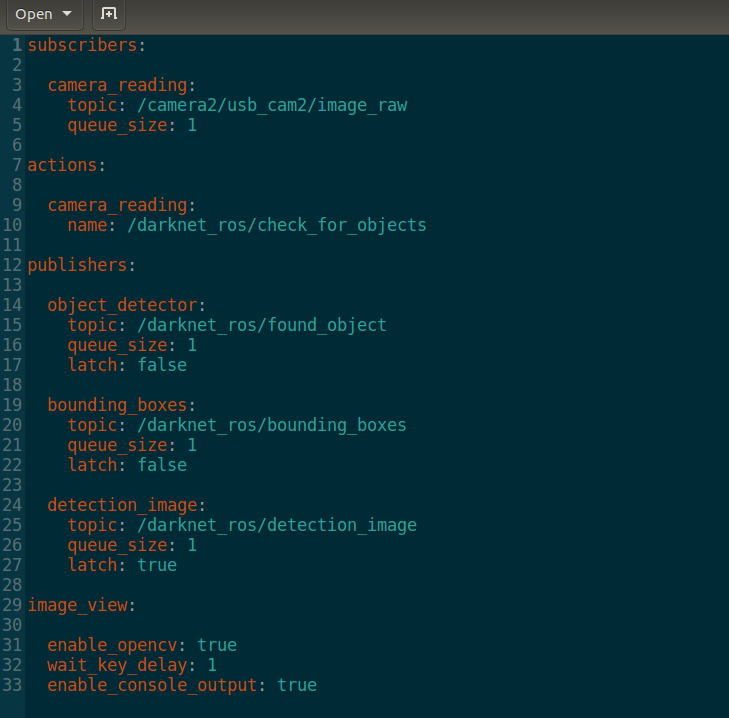 Open
1 subscribers:
2
3   camera_reading:
4     topic: /camera2/usb_cam2/image_raw
5     queue_size: 1
6
7 actions:
8
9   camera_reading:
10     name: /darknet_ros/check_for_objects
11
12 publishers:
13
14   object_detector:
15     topic: /darknet_ros/found_object
16     queue_size: 1
17     latch: false
18
19   bounding_boxes:
20     topic: /darknet_ros/bounding_boxes
21     queue_size: 1
22     latch: false
23
24   detection_image:
25     topic: /darknet_ros/detection_image
26     queue_size: 1
27     latch: true
28
29 image_view:
30
31   enable_opencv: true
32   wait_key_delay: 1
33   enable_console_output: true